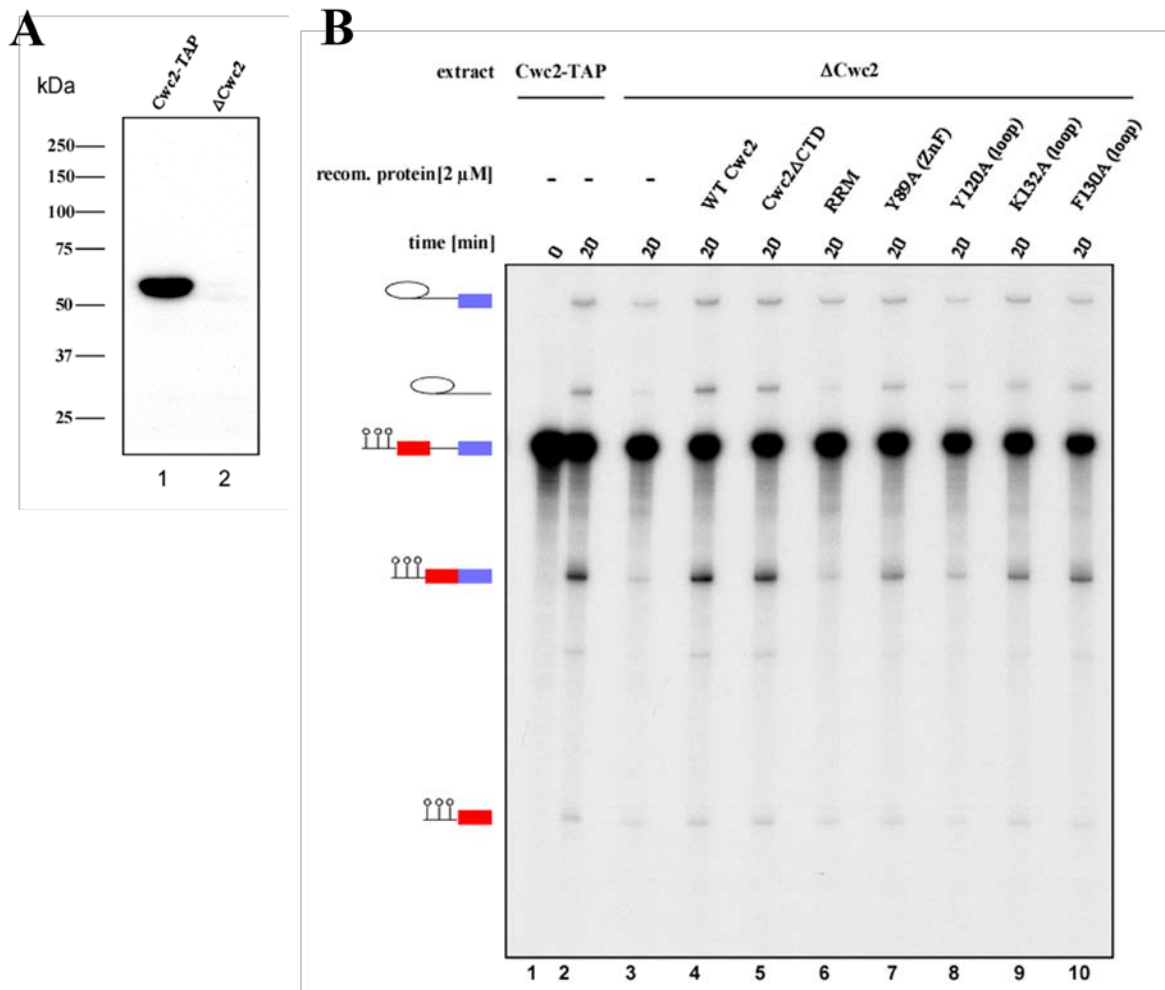 A
kDa
Cwc2-TAP
ΔCwc2
250
150
100
75
50
37
25
1 2
B
extract Cwc2-TAP ΔCwc2
recom. protein[2 µM] - - - WT Cwc2 Cwc2ΔCTD RRM Y89A (ZnF) Y120A (loop) K132A (loop) F130A (loop)
time [min] 0 20 20 20 20 20 20 20 20 20
1 2 3 4 5 6 7 8 9 10